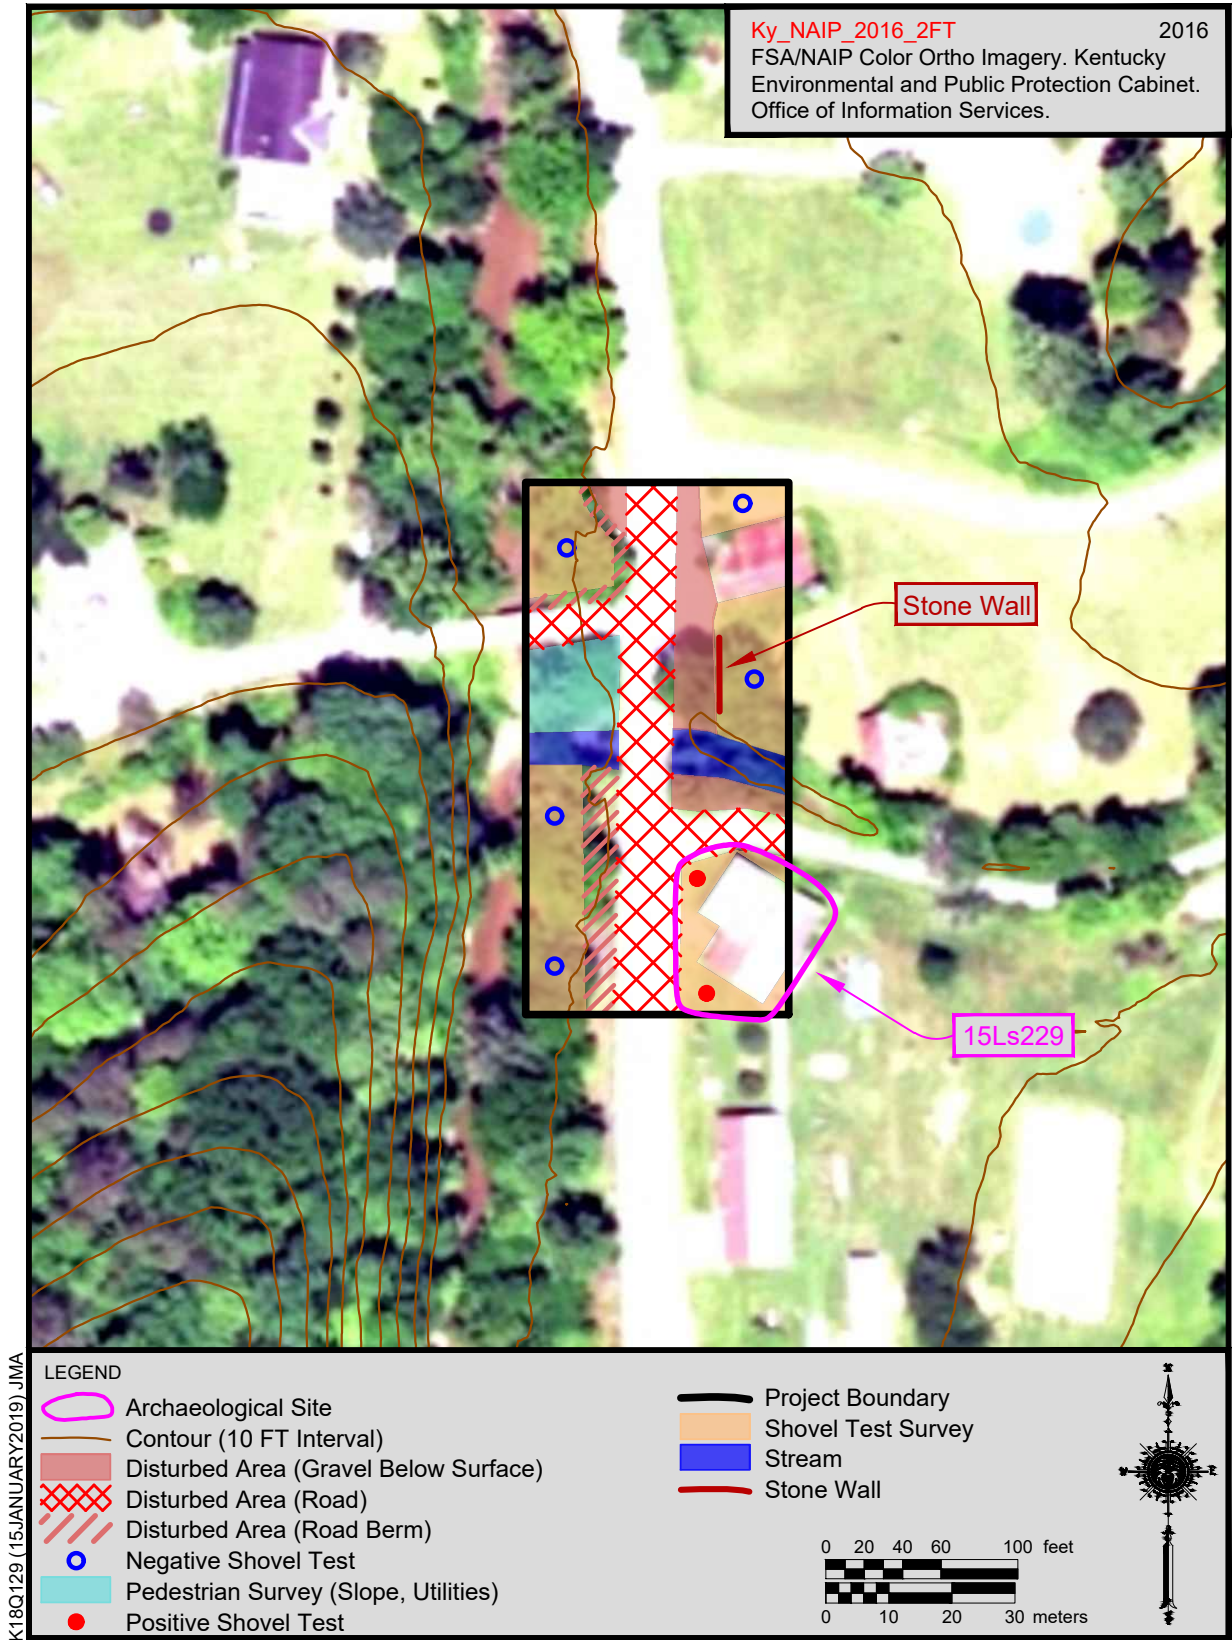 Ky_NAIP_2016_2FT 2016
FSA/NAIP Color Ortho Imagery. Kentucky
Environmental and Public Protection Cabinet.
Office of Information Services.
Stone Wall
15Ls229
LEGEND
Archaeological Site
Contour (10 FT Interval)
Disturbed Area (Gravel Below Surface)
Disturbed Area (Road)
Disturbed Area (Road Berm)
Negative Shovel Test
Pedestrian Survey (Slope, Utilities)
Positive Shovel Test
Project Boundary
Shovel Test Survey
Stream
Stone Wall
0 20 40 60 100 feet
0 10 20 30 meters
K18Q129 (15JANUARY2019) JMA